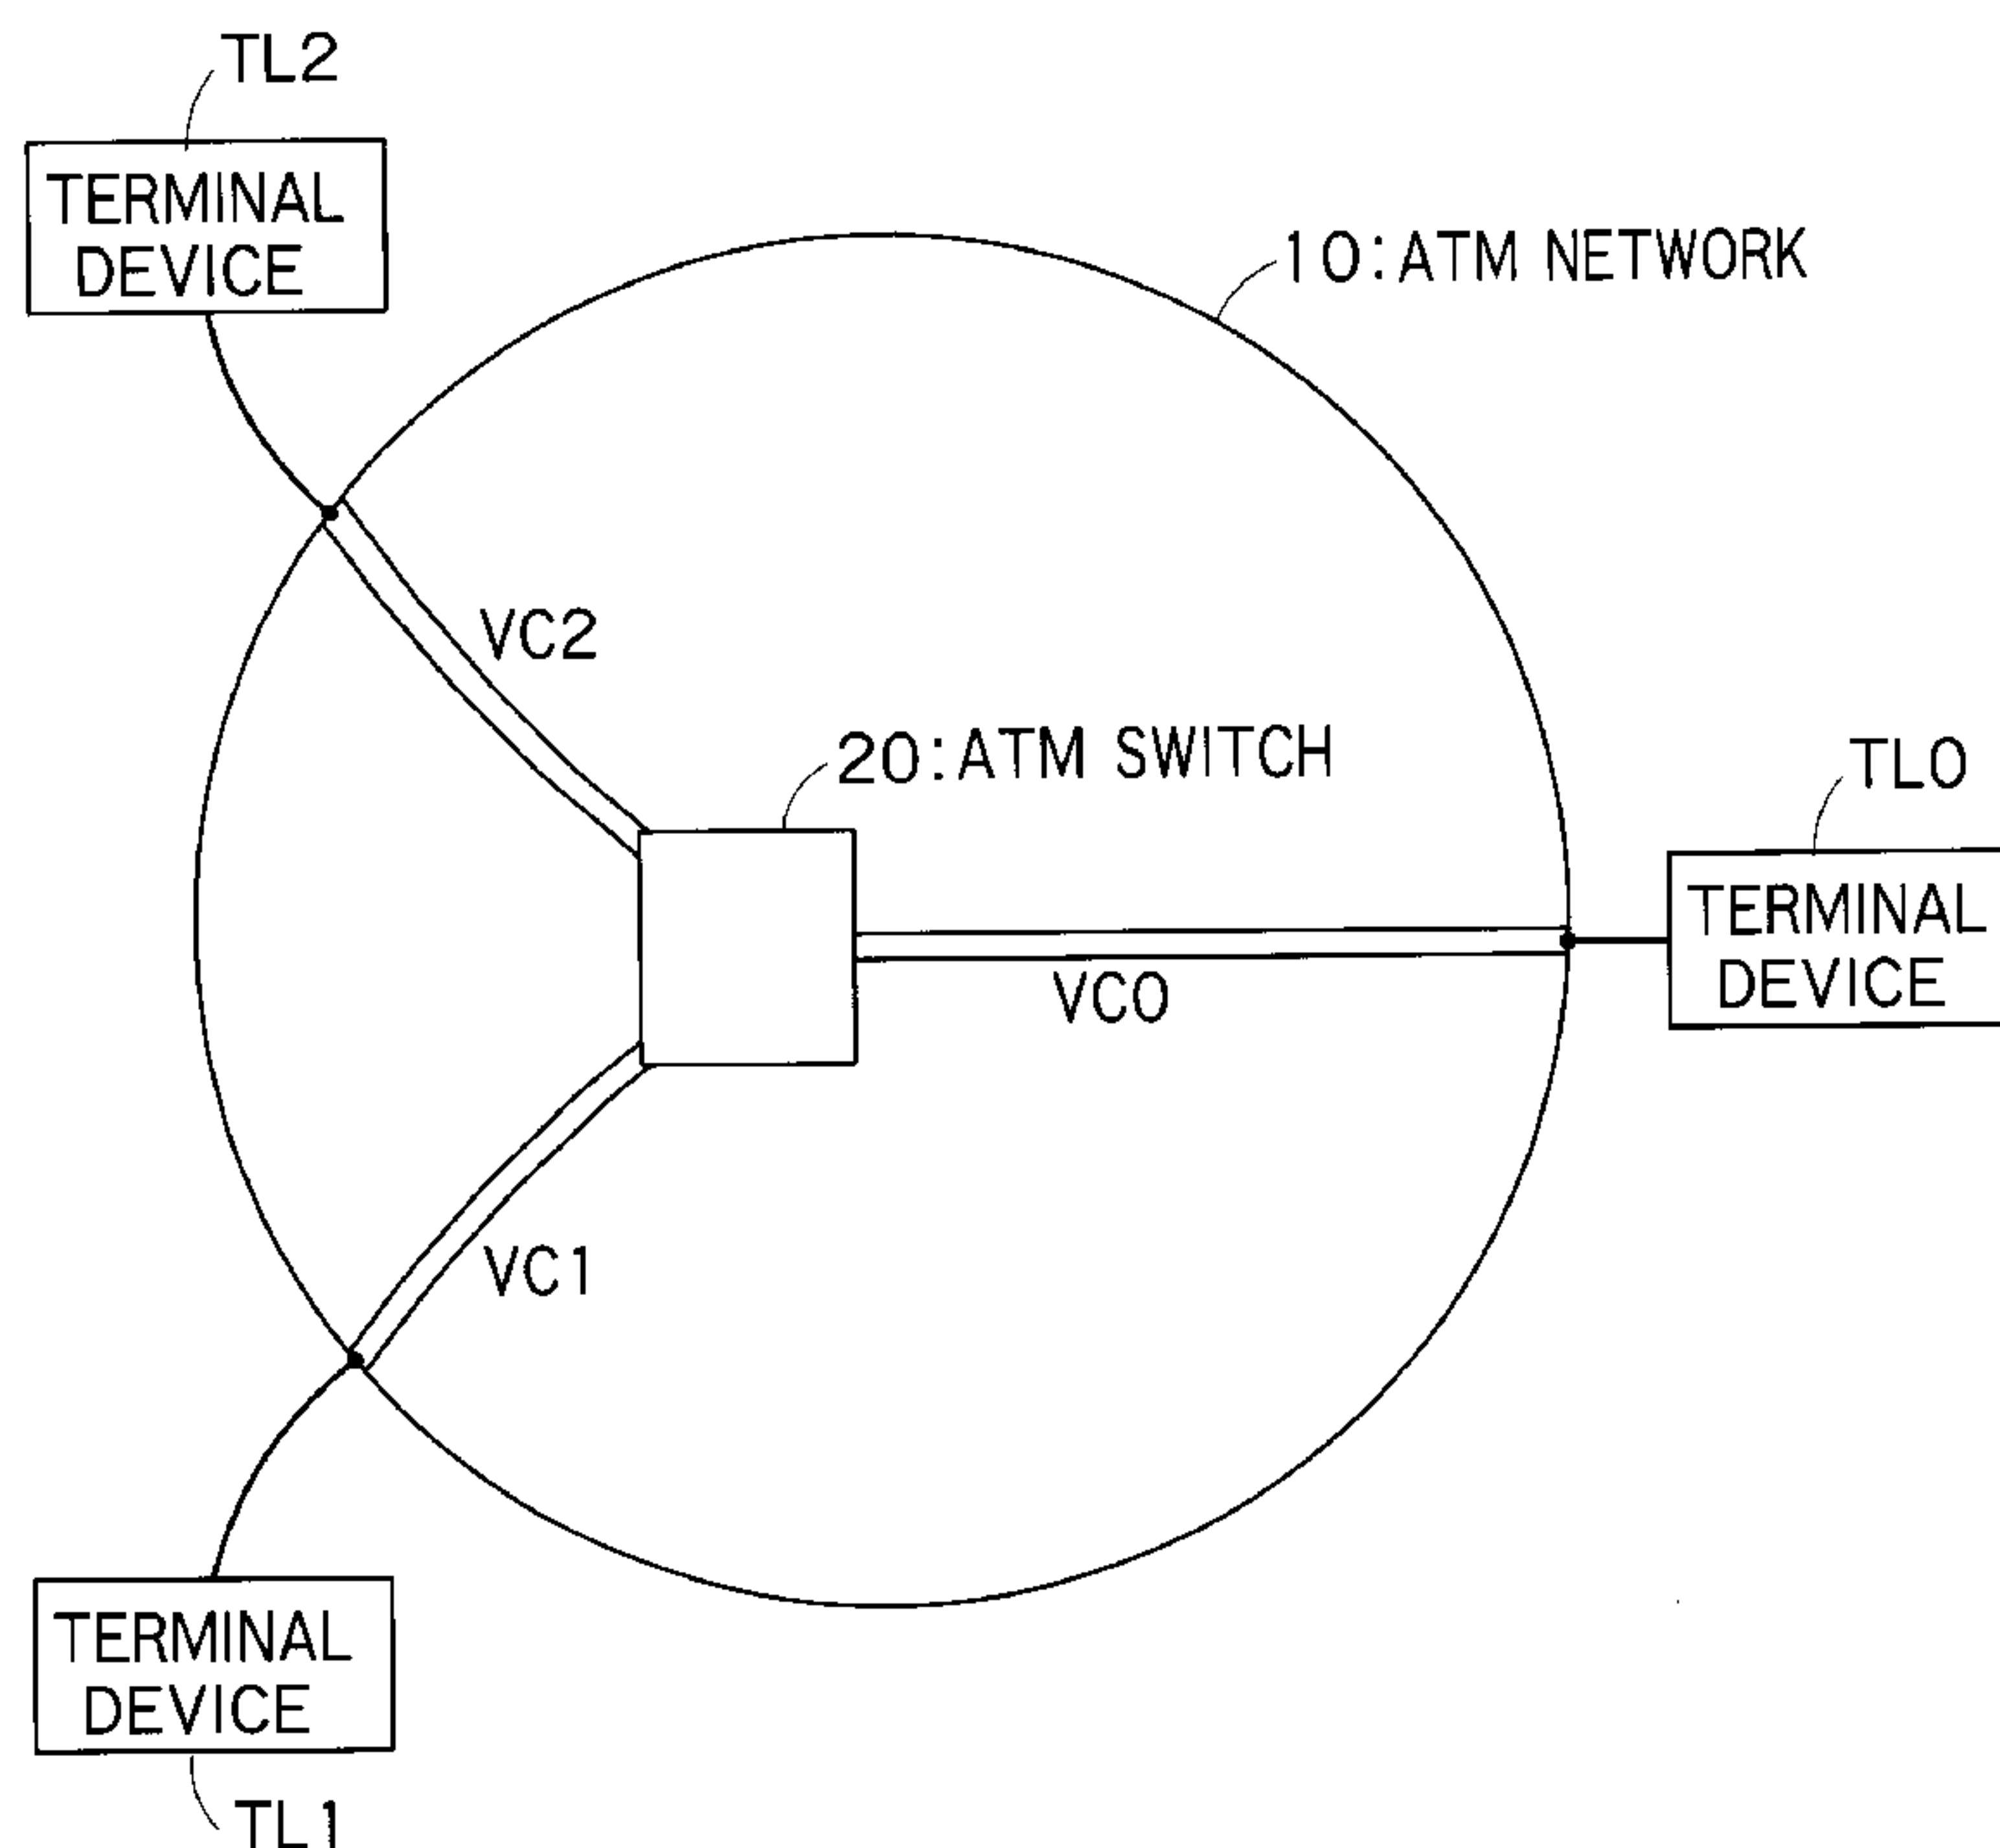 TL2
TERMINAL
DEVICE
10:ATM NETWORK
VC2
20:ATM SWITCH
TL0
TERMINAL
DEVICE
VC0
VC1
TERMINAL
DEVICE
TL1